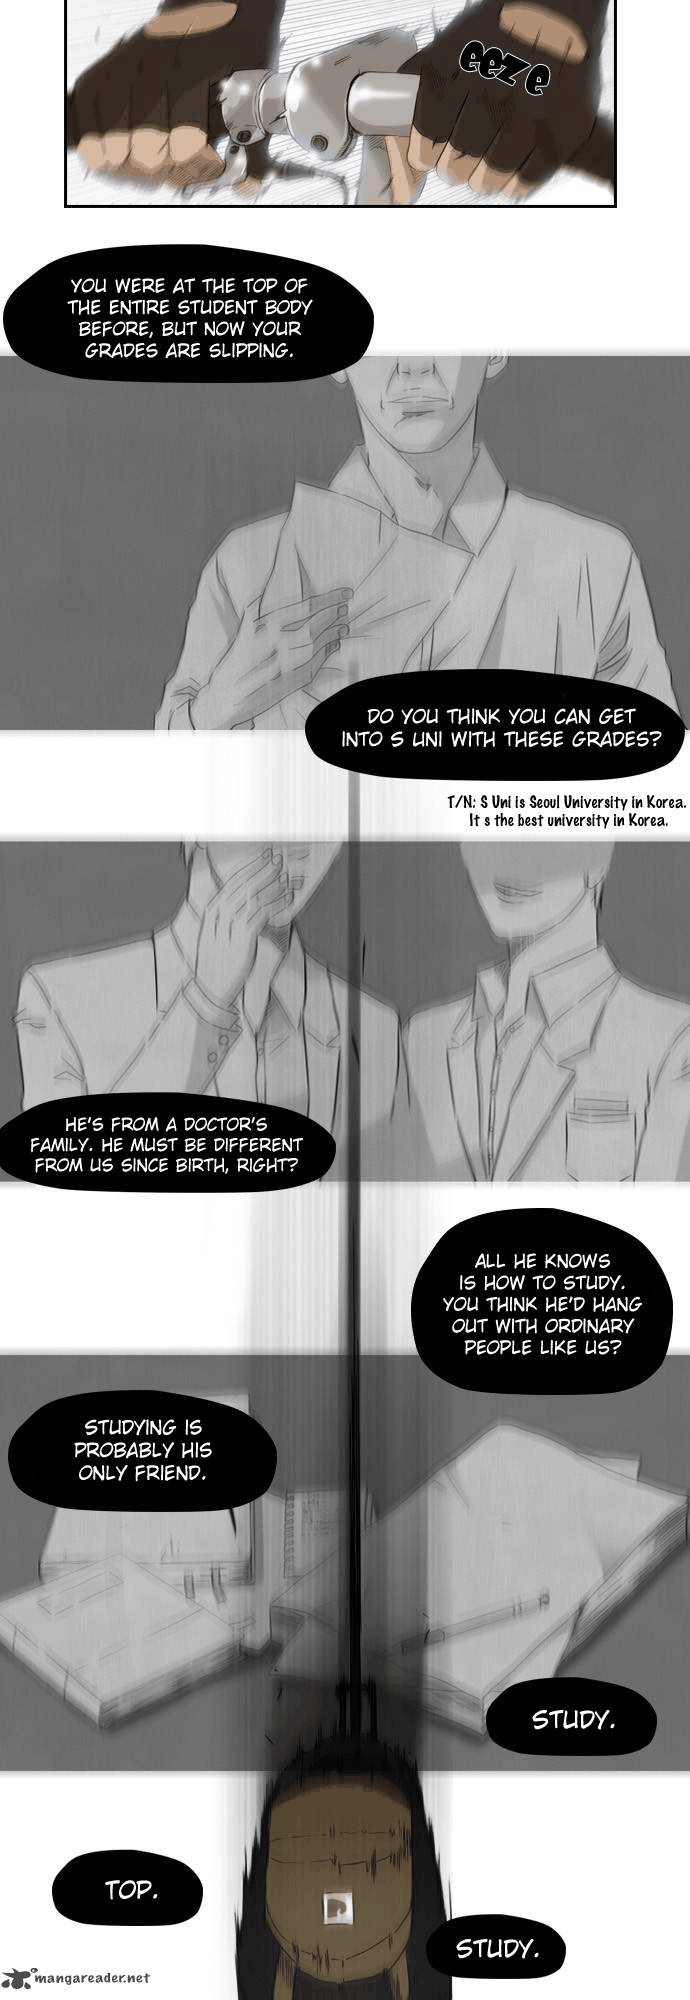 eeze
YOU WERE AT THE TOP OF
THE ENTIRE STUDENT BODY
BEFORE, BUT NOW YOUR
GRADES ARE SLIPPING.
DO YOU THINK YOU CAN GET
INTO S UNI WITH THESE GRADES?
T/N: S Uni is Seoul University in Korea.
It s the best university in Korea.
HE'S FROM A DOCTOR'S
FAMILY. HE MUST BE DIFFERENT
FROM US SINCE BIRTH, RIGHT?
ALL HE KNOWS
IS HOW TO STUDY.
YOU THINK HE'D HANG
OUT WITH ORDINARY
PEOPLE LIKE US?
STUDYING IS
PROBABLY HIS
ONLY FRIEND.
STUDY.
TOP.
STUDY.
mangareader.net